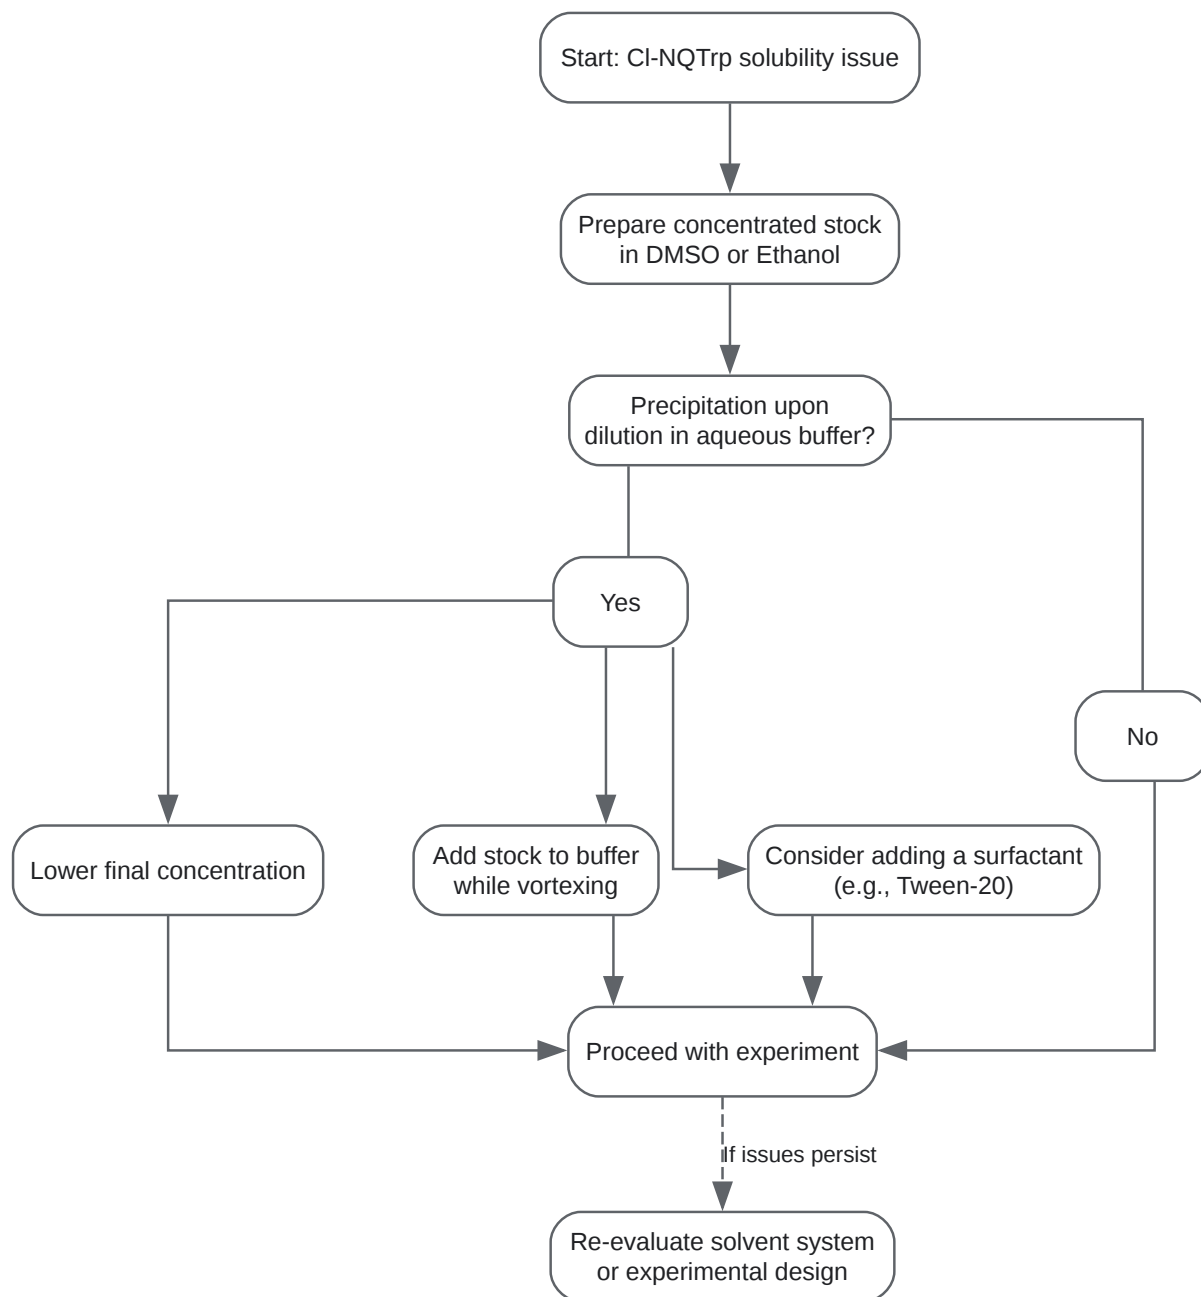 Start: Cl-NQTrp solubility issue
Prepare concentrated stock
in DMSO or Ethanol
Precipitation upon
dilution in aqueous buffer?
Yes
No
Lower final concentration
Add stock to buffer
while vortexing
Consider adding a surfactant
(e.g., Tween-20)
Proceed with experiment
If issues persist
Re-evaluate solvent system
or experimental design